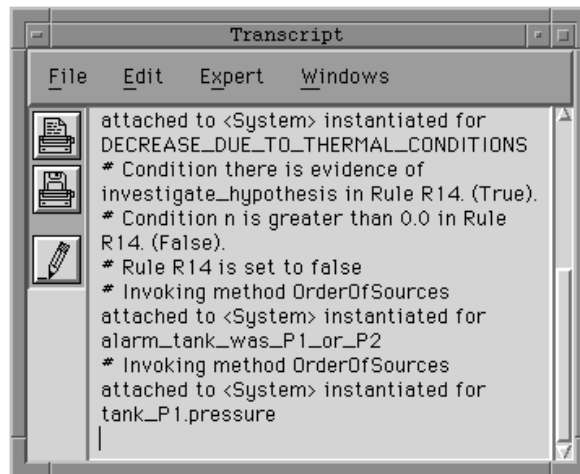 Transcript
File Edit Expert Windows
attached to <System> instantiated for
DECREASE_DUE_TO_THERMAL_CONDITIONS
# Condition there is evidence of
investigate_hypothesis in Rule R14. (True).
# Condition n is greater than 0.0 in Rule
R14. (False).
# Rule R14 is set to false
# Invoking method OrderOfSources
attached to <System> instantiated for
alarm_tank_was_P1_or_P2
# Invoking method OrderOfSources
attached to <System> instantiated for
tank_P1.pressure